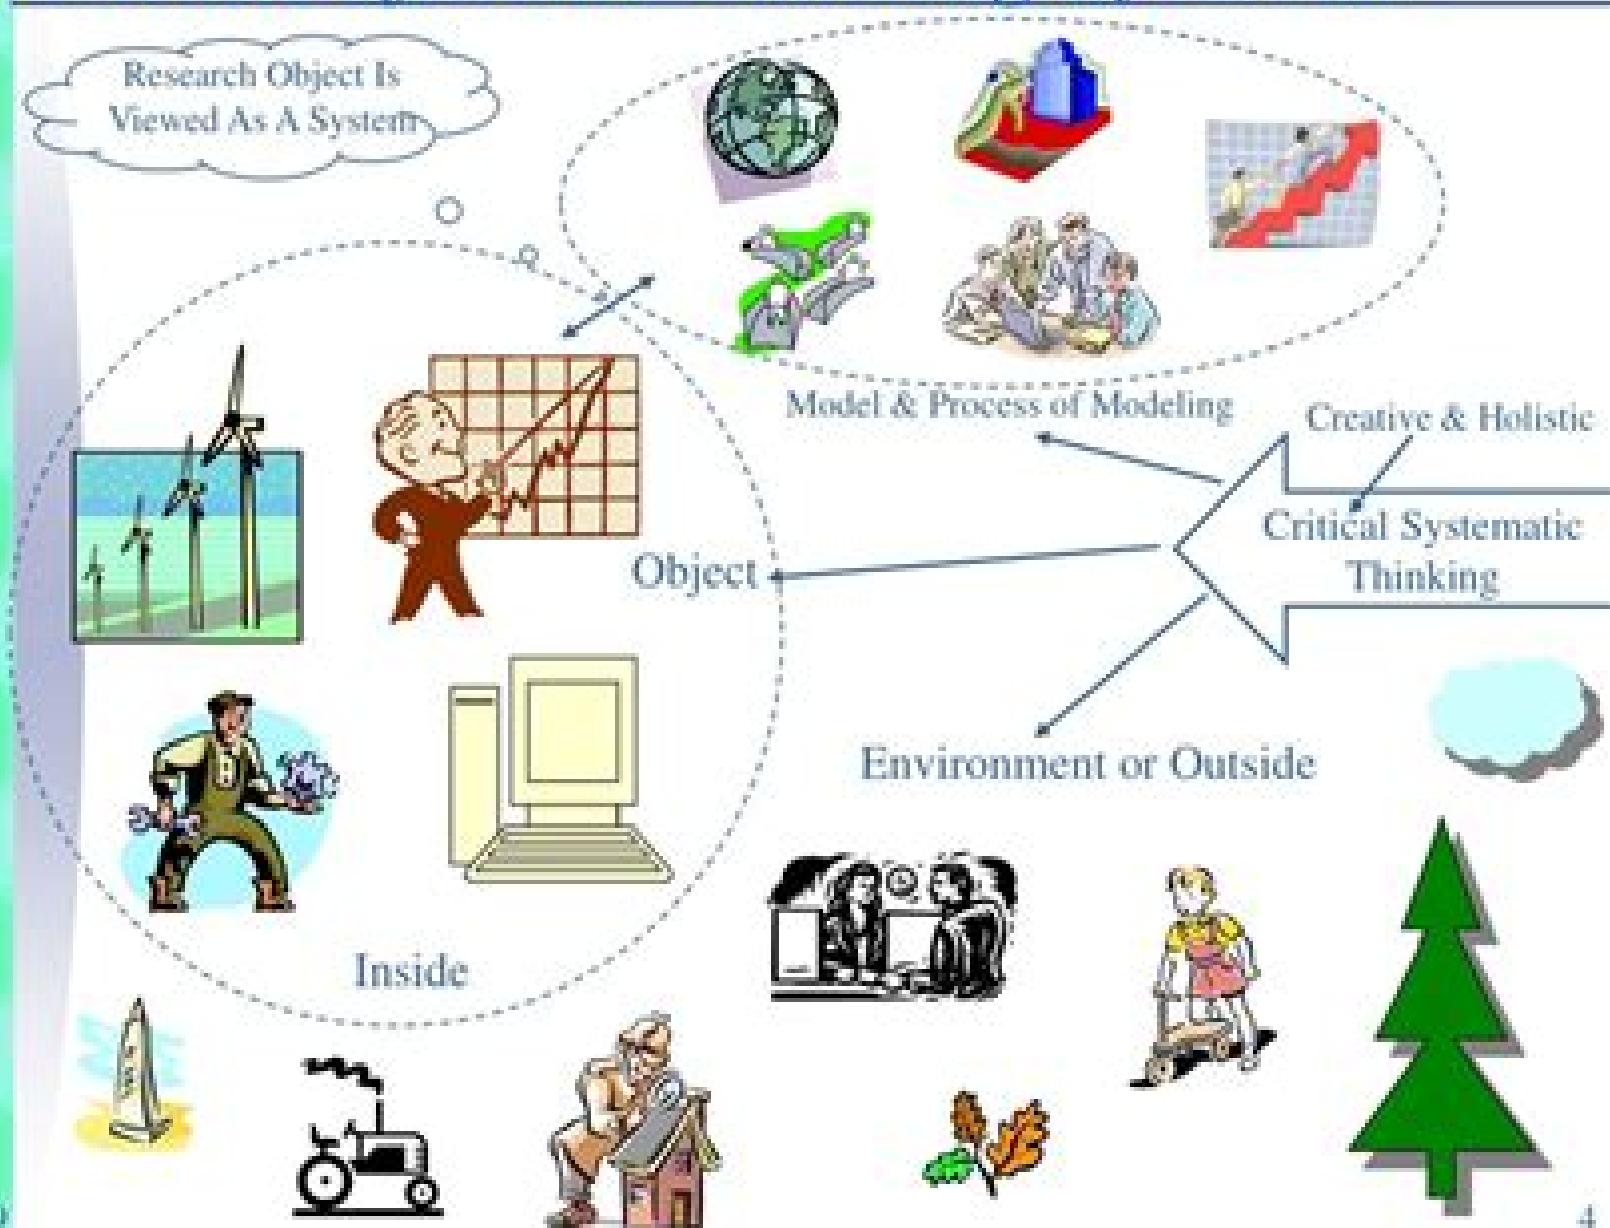 Research Object Is
Viewed As A System
Model & Process of Modeling
Creative & Holistic
Critical Systematic
Thinking
Object
Environment or Outside
Inside
4